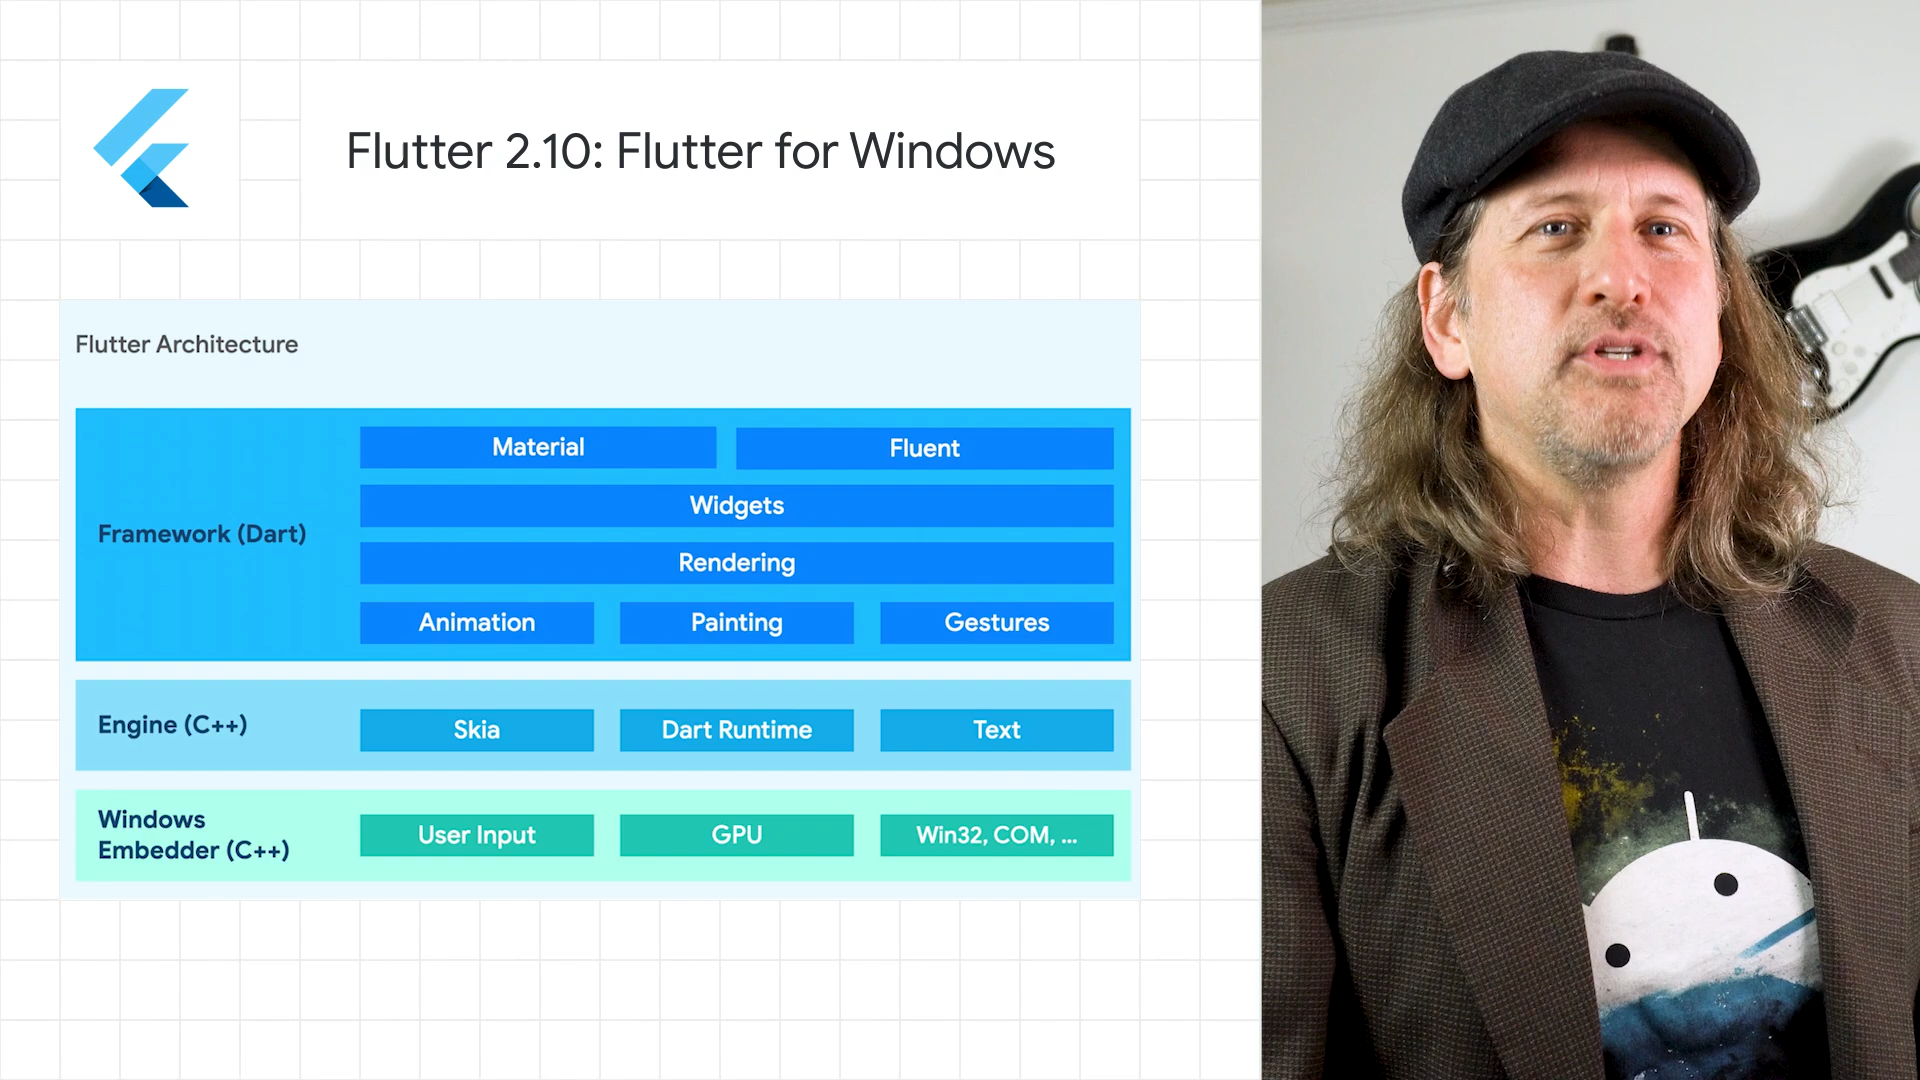 Flutter 2.10: Flutter for Windows
Flutter Architecture
Framework (Dart)
Material
Fluent
Widgets
Rendering
Animation
Painting
Gestures
Engine (C++)
Skia
Dart Runtime
Text
Windows
Embedder (C++)
User Input
GPU
Win32, COM, ...